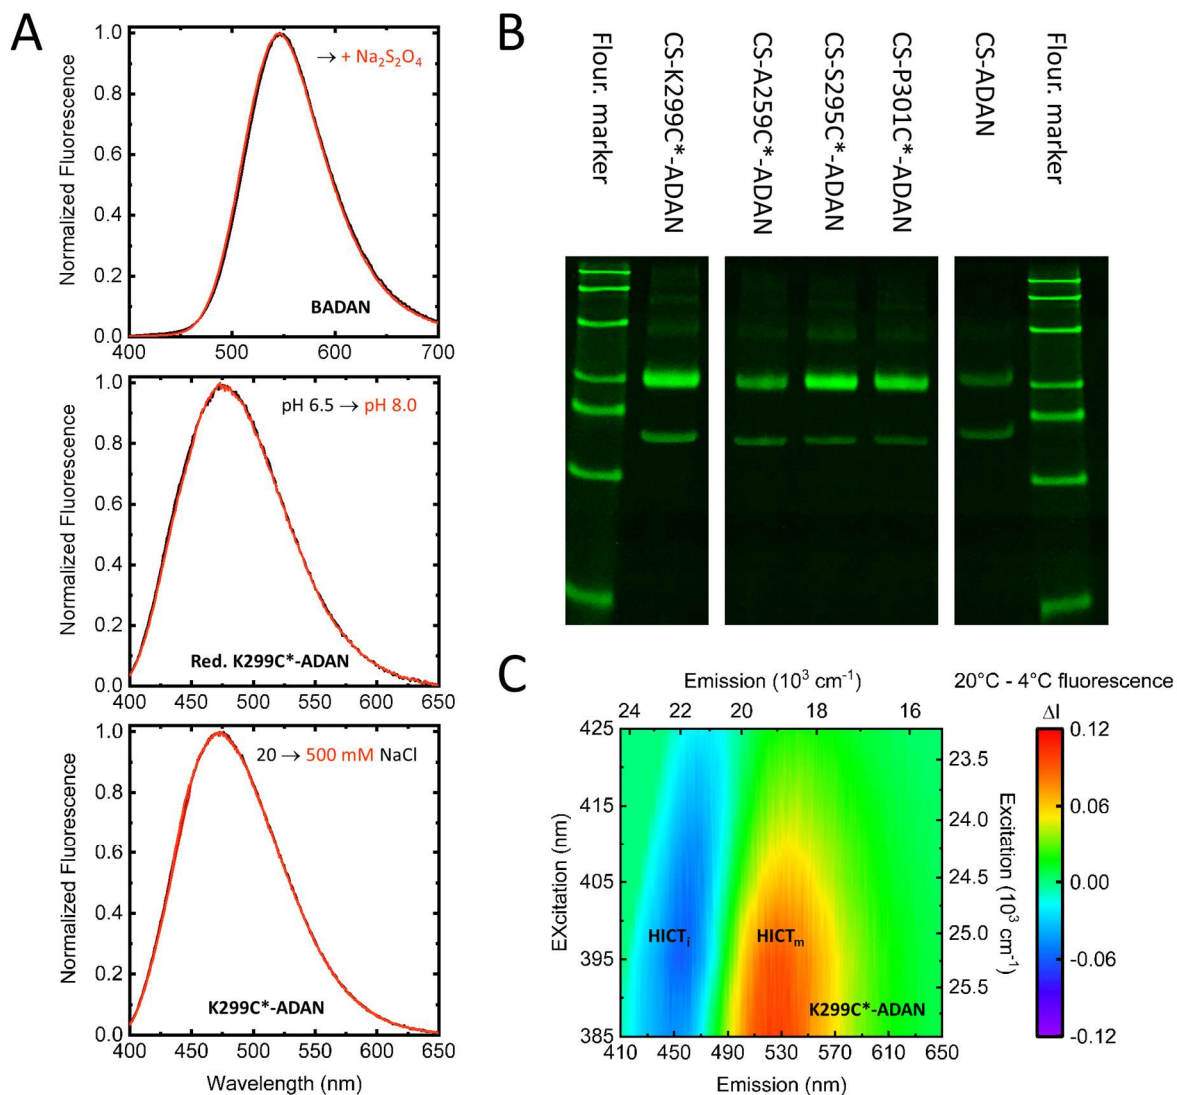 A
Normalized Fluorescence
1.0
0.8
0.6
0.4
0.2
0.0
→ + Na₂S₂O₄
BADAN
400 500 600 700
Normalized Fluorescence
1.0
0.8
0.6
0.4
0.2
0.0
pH 6.5 → pH 8.0
Red. K299C*-ADAN
400 450 500 550 600 650
Normalized Fluorescence
1.0
0.8
0.6
0.4
0.2
0.0
20 → 500 mM NaCl
K299C*-ADAN
400 450 500 550 600 650
Wavelength (nm)
B
Flour. marker
CS-K299C*-ADAN
CS-A259C*-ADAN
CS-S295C*-ADAN
CS-P301C*-ADAN
CS-ADAN
Flour. marker
C
Emission (10³ cm⁻¹)
24 22 20 18 16
20°C - 4°C fluorescence
ΔI
EXcitation (nm)
425
415
405
395
385
HICTᵢ
HICTₘ
K299C*-ADAN
23.5
24.0
24.5
25.0
25.5
Excitation (10³ cm⁻¹)
0.12
0.06
0.00
-0.06
-0.12
410 450 490 530 570 610 650
Emission (nm)